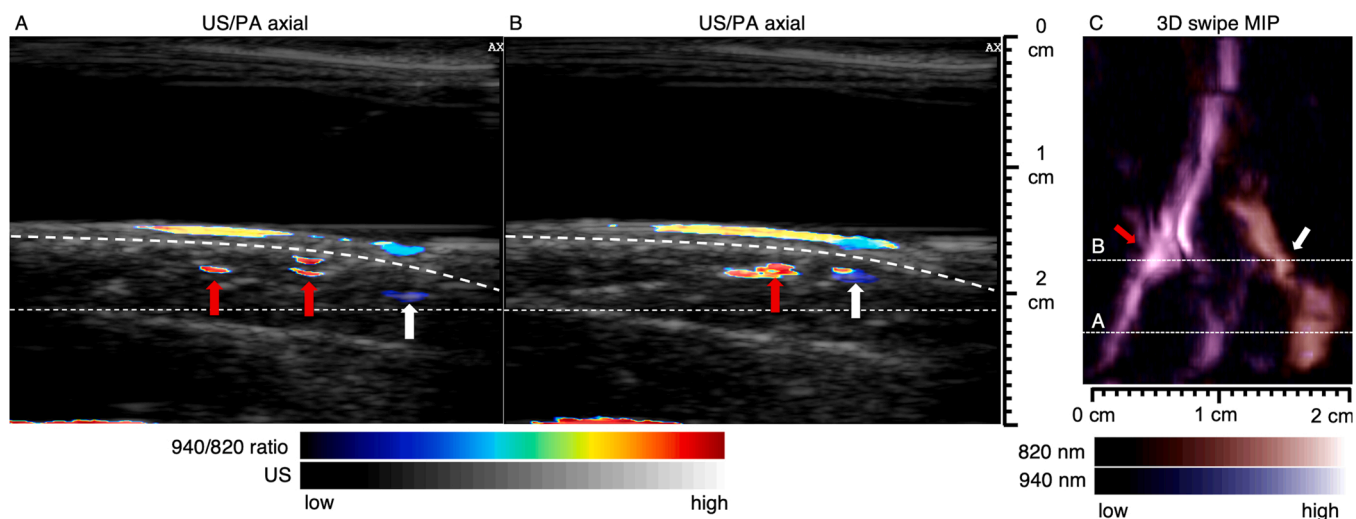 A US/PA axial B US/PA axial 0 cm C 3D swipe MIP
AX AX
1 cm
B
2 cm
A
0 cm 1 cm 2 cm
940/820 ratio
US
low high
820 nm
940 nm
low high